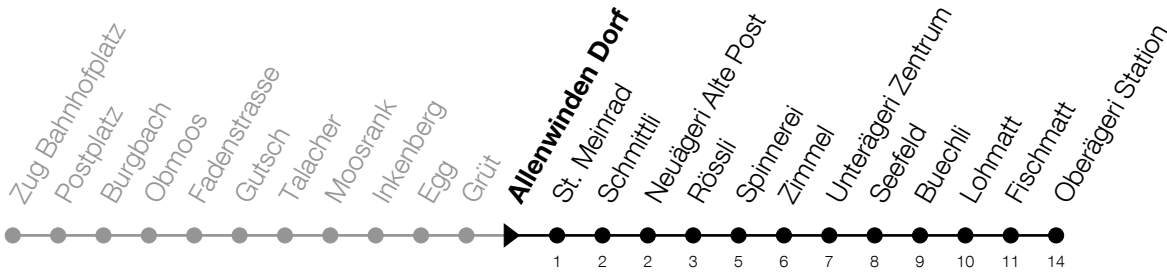 Zug Bahnhofplatz
Postplatz
Burgbach
Obmoos
Fadenstrasse
Gutsch
Talacher
Moosrank
Inkenberg
Egg
Grüt
Allenwinden Dorf
St. Meinrad
Schmittli
Neuägeri Alte Post
Rössli
Spinnerei
Zimmel
Unterägeri Zentrum
Seefeld
Buechli
Lohmatt
Fischmatt
Oberägeri Station
1 2 2 3 5 6 7 8 9 10 11 14